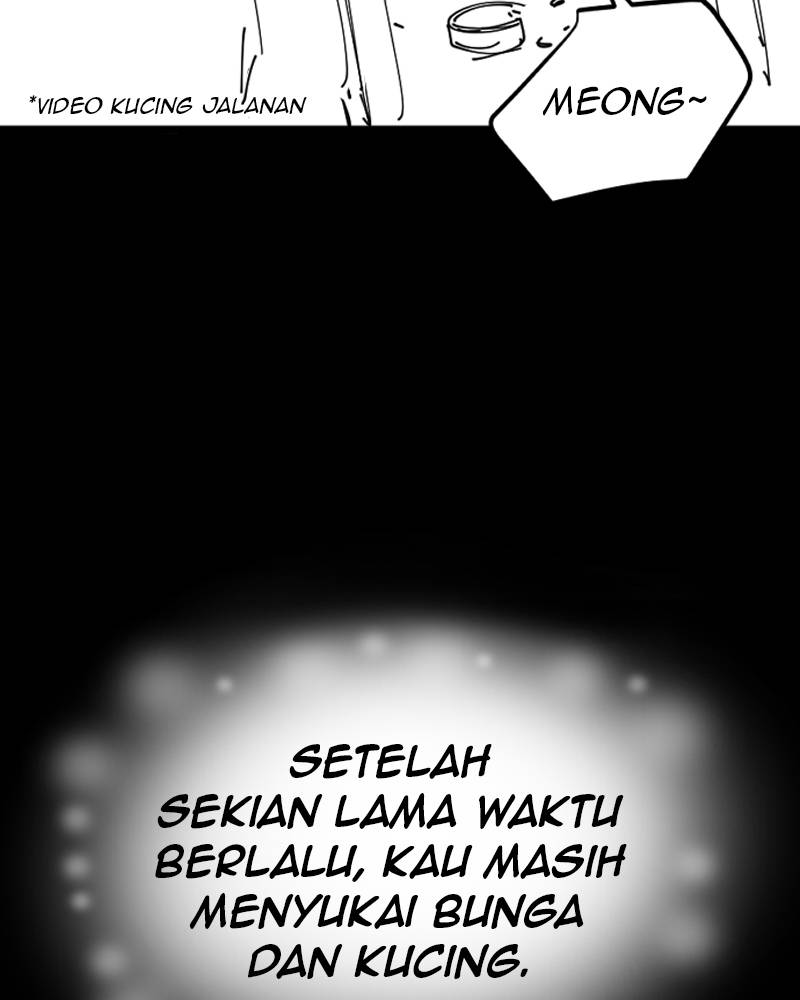 *VIDEO KUCING JALANAN
MEONG~
SETELAH
SEKIAN LAMA WAKTU
BERLALU, KAU MASIH
MENYUKAI BUNGA
DAN KUCING.